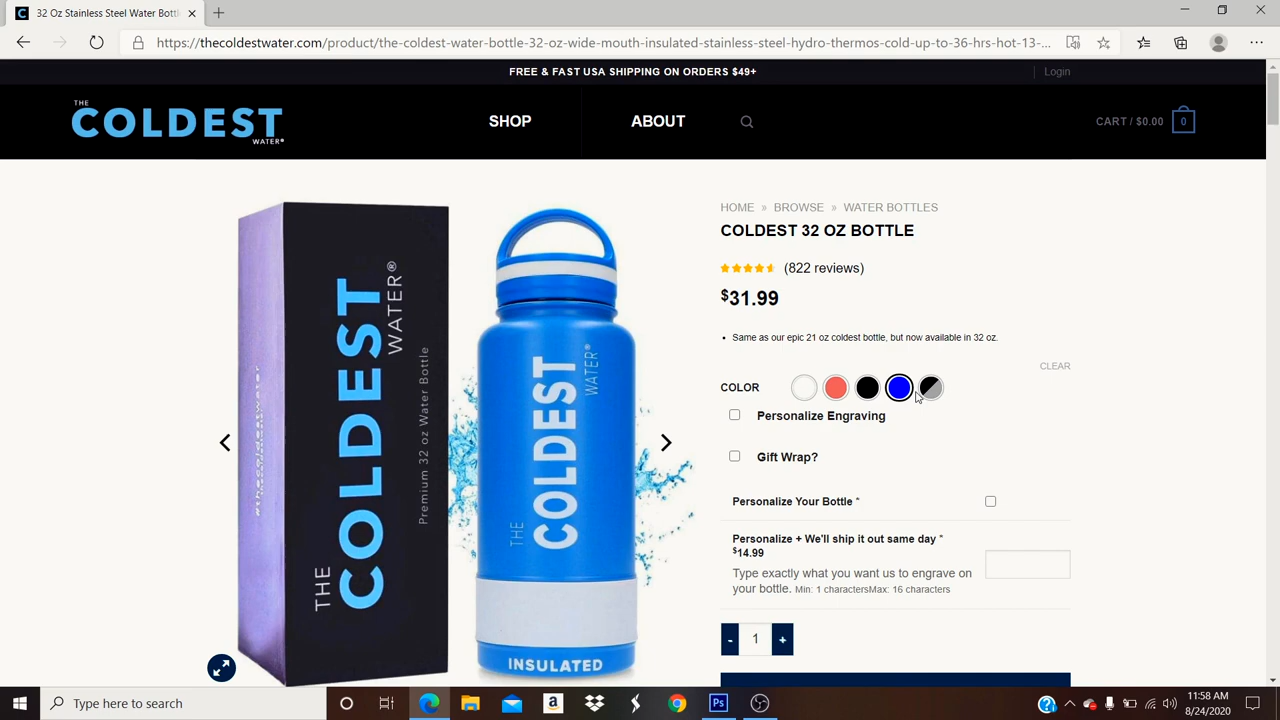 32 Oz Stainless Steel Water Bottl
https://thecoldestwater.com/product/the-coldest-water-bottle-32-oz-wide-mouth-insulated-stainless-steel-hydro-thermos-cold-up-to-36-hrs-hot-13-...
FREE & FAST USA SHIPPING ON ORDERS $49+
Login
THE
COLDEST
WATER®
SHOP
ABOUT
CART / $0.00
0
THE COLDEST WATER®
Premium 32 oz Water Bottle
THE COLDEST WATER®
INSULATED
HOME » BROWSE » WATER BOTTLES
COLDEST 32 OZ BOTTLE
(822 reviews)
$31.99
• Same as our epic 21 oz coldest bottle, but now available in 32 oz.
CLEAR
COLOR
Personalize Engraving
Gift Wrap?
Personalize Your Bottle *
Personalize + We'll ship it out same day *
$14.99
Type exactly what you want us to engrave on
your bottle. Min: 1 charactersMax: 16 characters
- 1 +
Type here to search
11:58 AM
8/24/2020